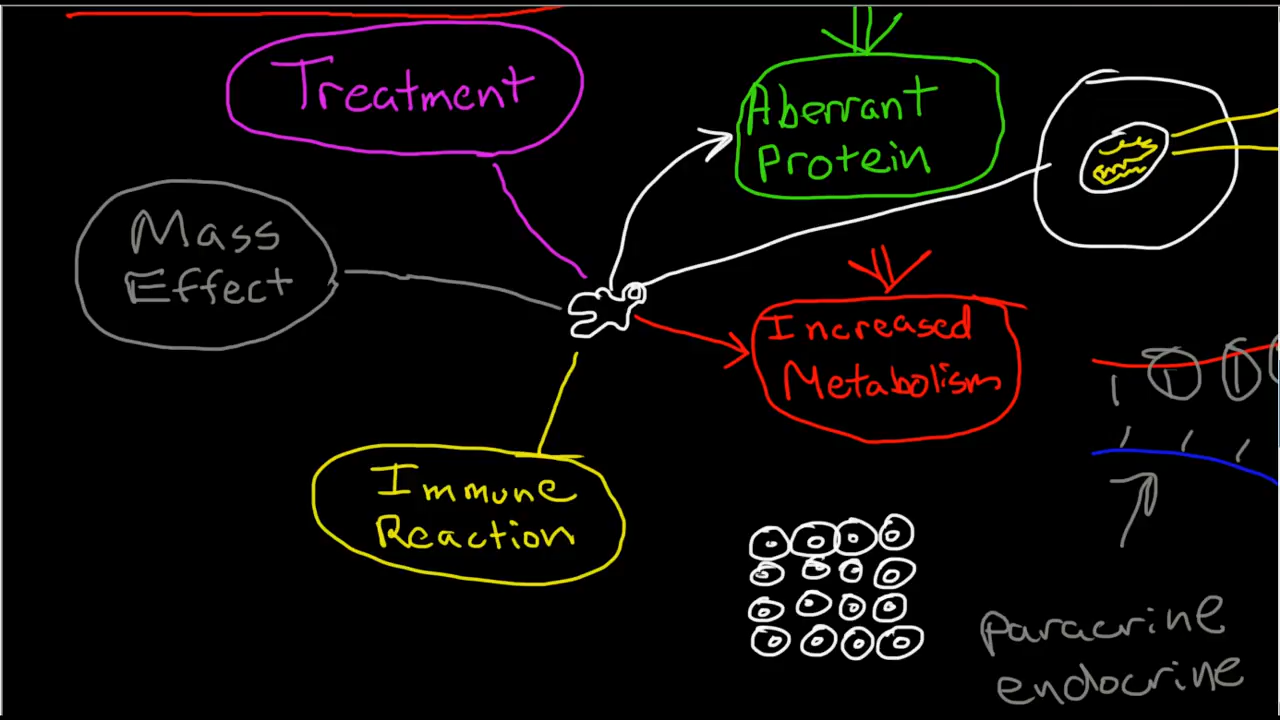 Treatment
Aberrant
Protein
Mass
Effect
Increased
Metabolism
Immune
Reaction
paracrine
endocrine